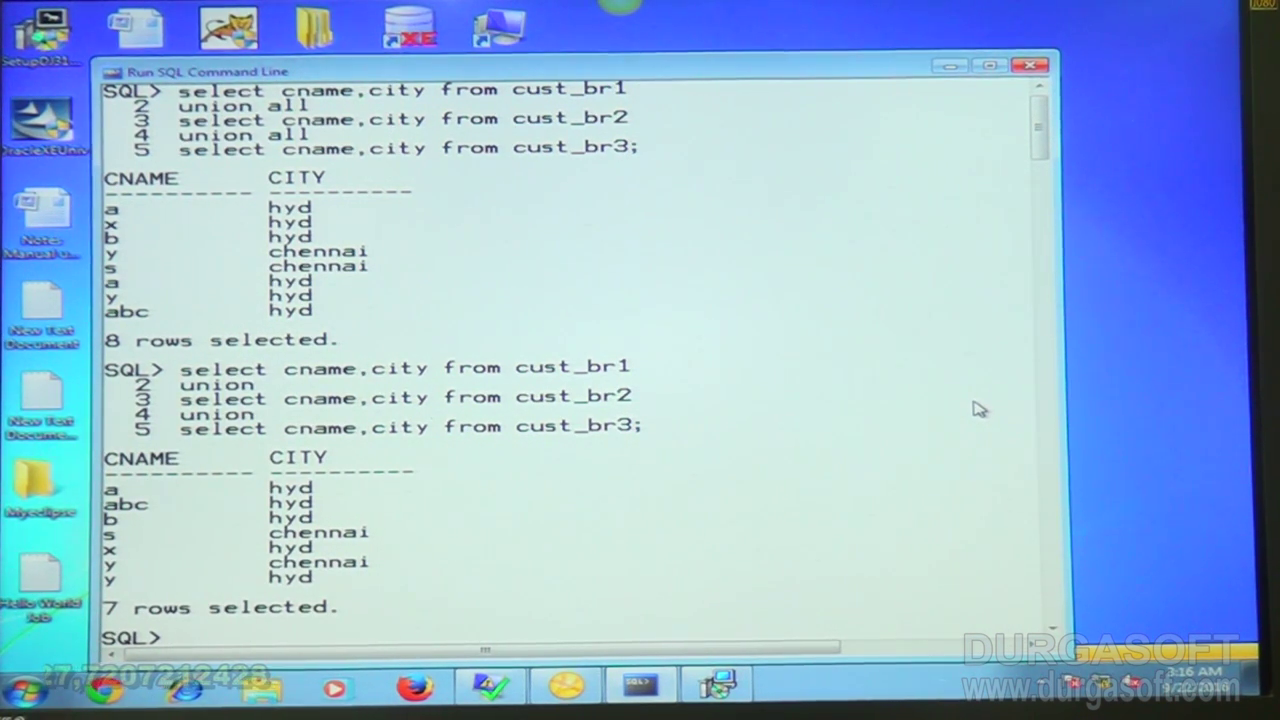 1080
SetupDJ31...
XE
Run SQL Command Line
SQL> select cname,city from cust_br1
2 union all
3 select cname,city from cust_br2
4 union all
5 select cname,city from cust_br3;
CNAME CITY
---------- ----------
a hyd
x hyd
b hyd
y chennai
s chennai
a hyd
y hyd
abc hyd
8 rows selected.
SQL> select cname,city from cust_br1
2 union
3 select cname,city from cust_br2
4 union
5 select cname,city from cust_br3;
CNAME CITY
---------- ----------
a hyd
abc hyd
b hyd
s chennai
x hyd
y chennai
y hyd
7 rows selected.
SQL>
OracleXEUniv
Notes
Manual u...
New Text
Document
New Text
Docume...
Myeclipse
Hello World
Job
DURGASOFT
www.durgasoft.com
27,7207212428
3:16 AM
SQL>